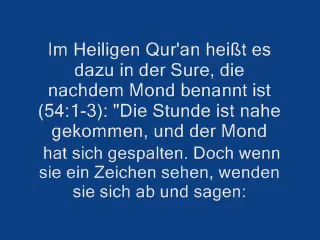 Im Heiligen Qur'an heißt es
dazu in der Sure, die
nachdem Mond benannt ist
(54:1-3): "Die Stunde ist nahe
gekommen, und der Mond
hat sich gespalten. Doch wenn
sie ein Zeichen sehen, wenden
sie sich ab und sagen: